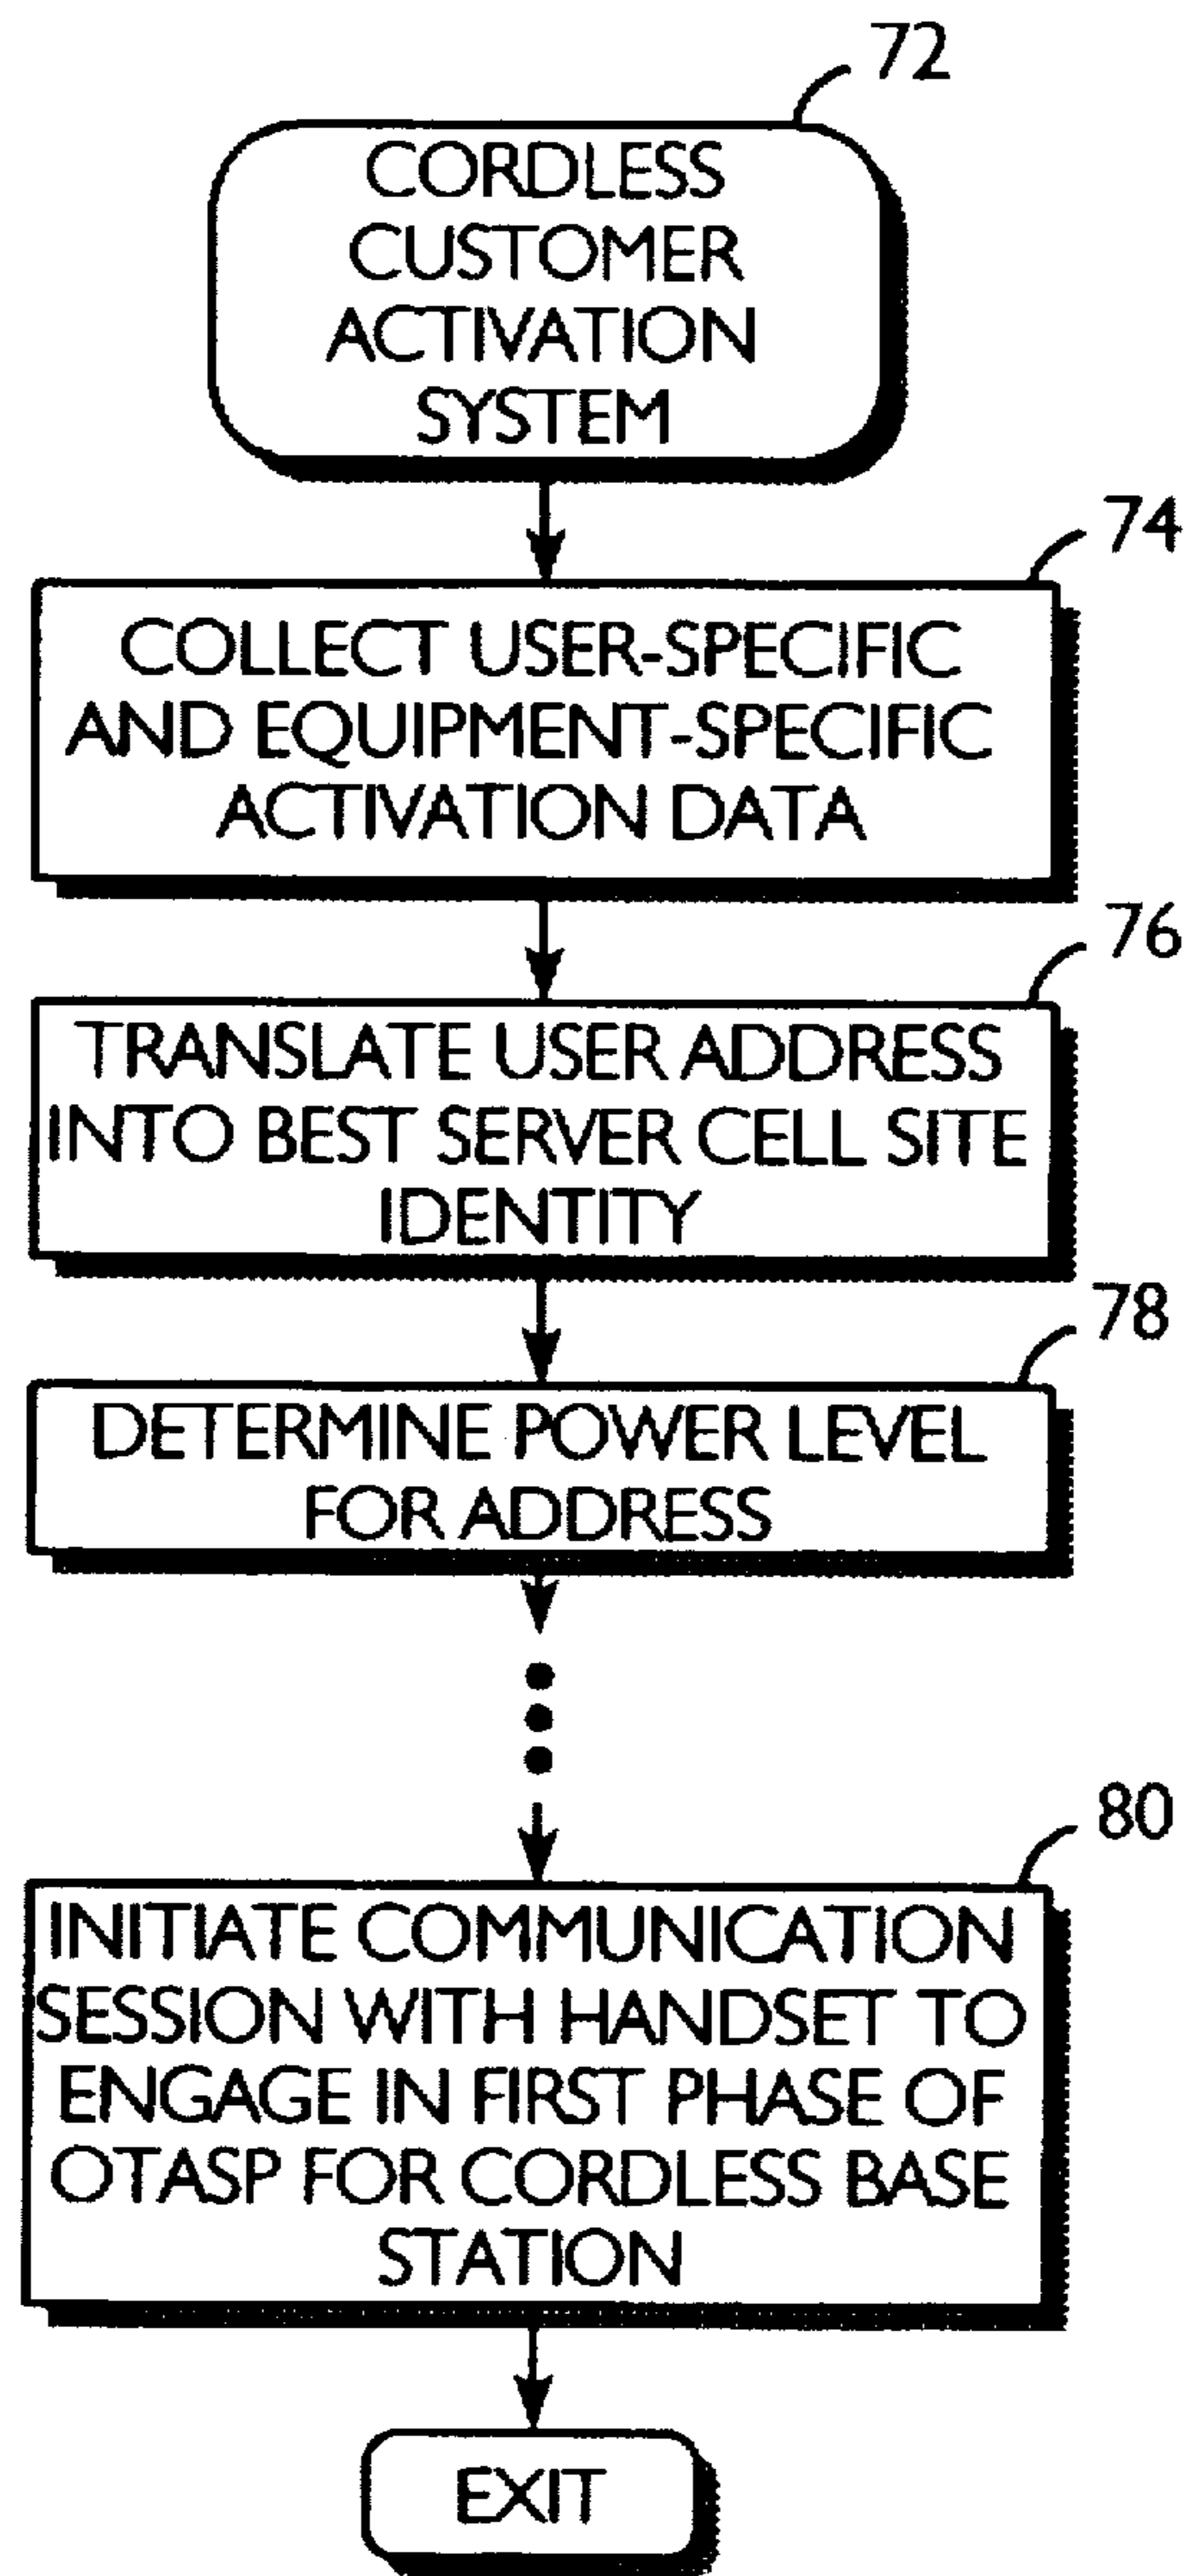 72
CORDLESS
CUSTOMER
ACTIVATION
SYSTEM
74
COLLECT USER-SPECIFIC
AND EQUIPMENT-SPECIFIC
ACTIVATION DATA
76
TRANSLATE USER ADDRESS
INTO BEST SERVER CELL SITE
IDENTITY
78
DETERMINE POWER LEVEL
FOR ADDRESS
80
INITIATE COMMUNICATION
SESSION WITH HANDSET TO
ENGAGE IN FIRST PHASE OF
OTASP FOR CORDLESS BASE
STATION
EXIT